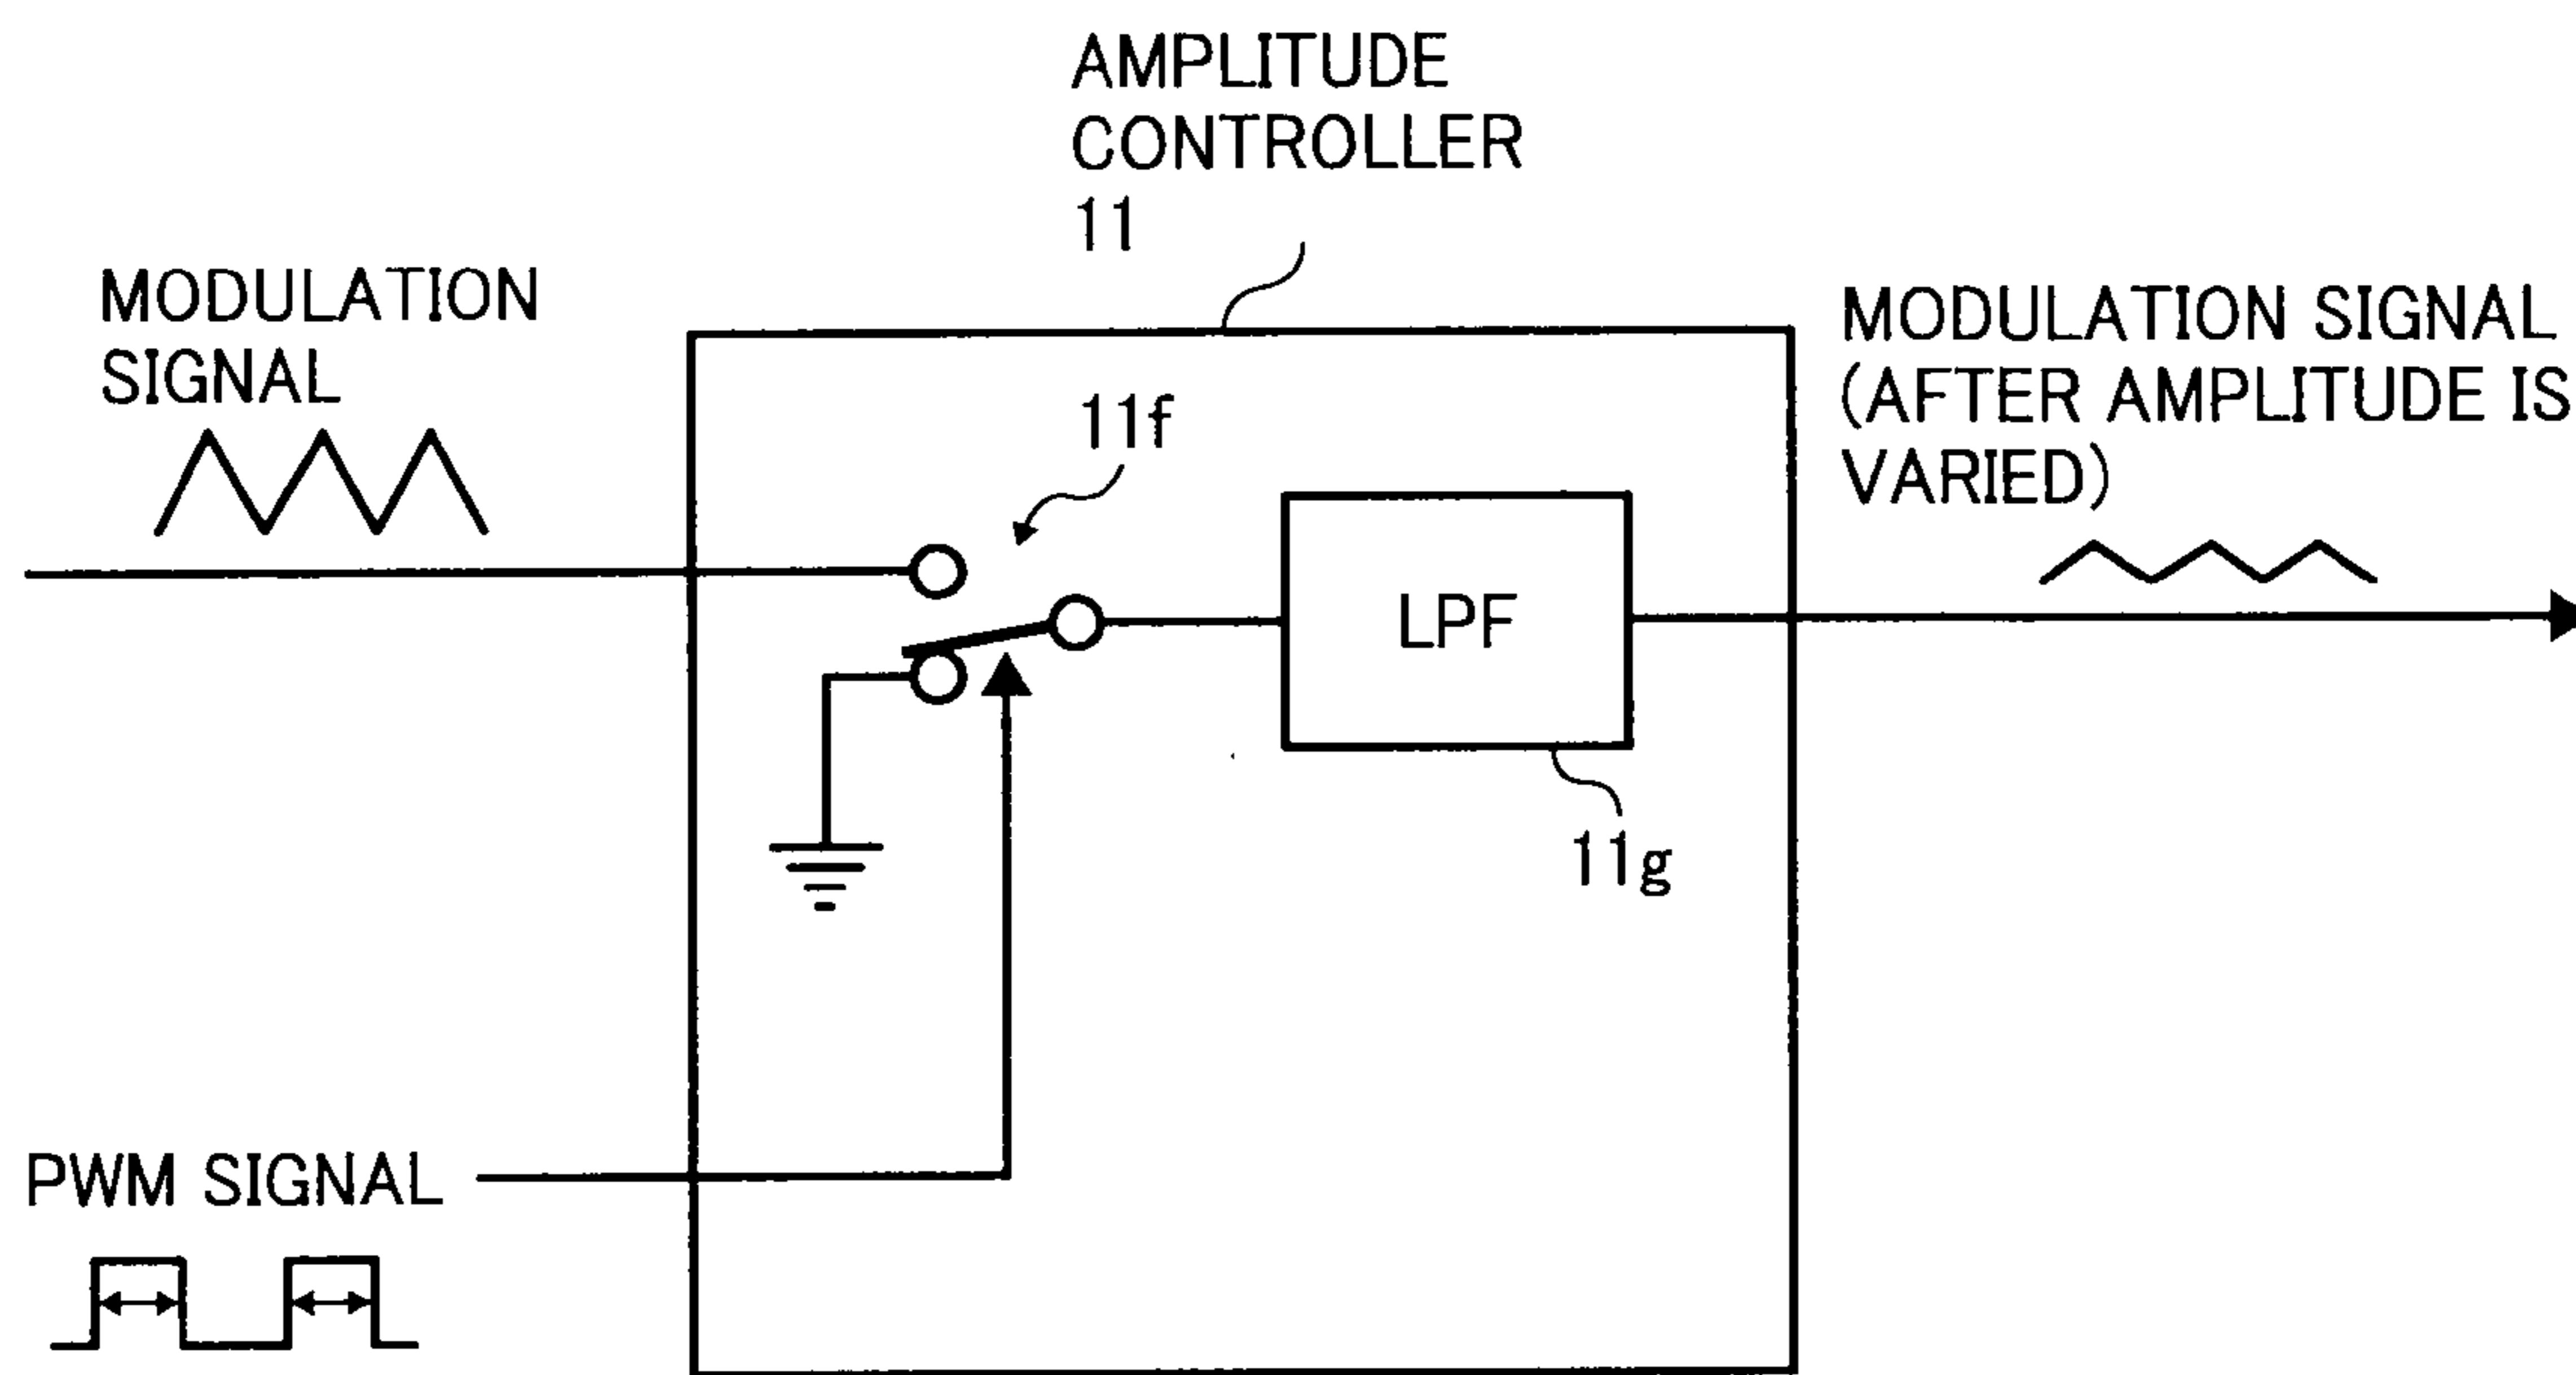 AMPLITUDE
CONTROLLER
11
MODULATION
SIGNAL
MODULATION SIGNAL
(AFTER AMPLITUDE IS
VARIED)
11f
LPF
11g
PWM SIGNAL